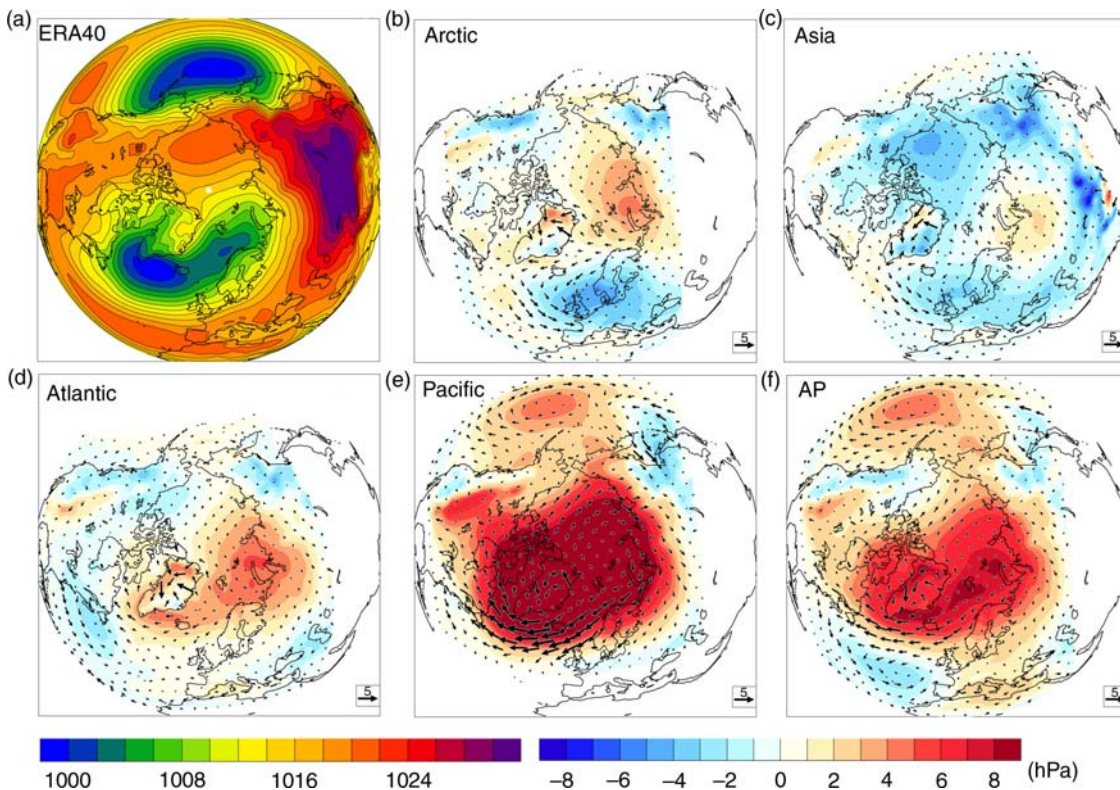 (a) ERA40
(b) Arctic
(c) Asia
5
5
(d) Atlantic
(e) Pacific
(f) AP
5
5
5
1000 1008 1016 1024
−8 −6 −4 −2 0 2 4 6 8 (hPa)